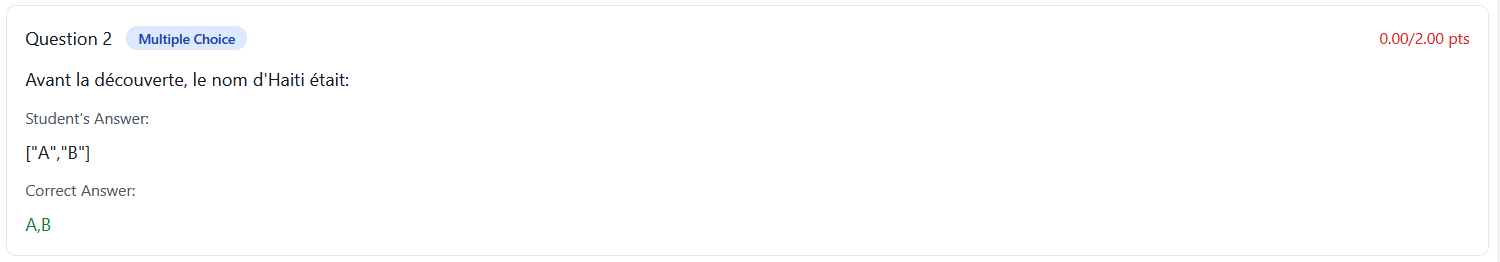 Question 2 Multiple Choice 0.00/2.00 pts
Avant la découverte, le nom d'Haiti était:
Student's Answer:
["A","B"]
Correct Answer:
A,B